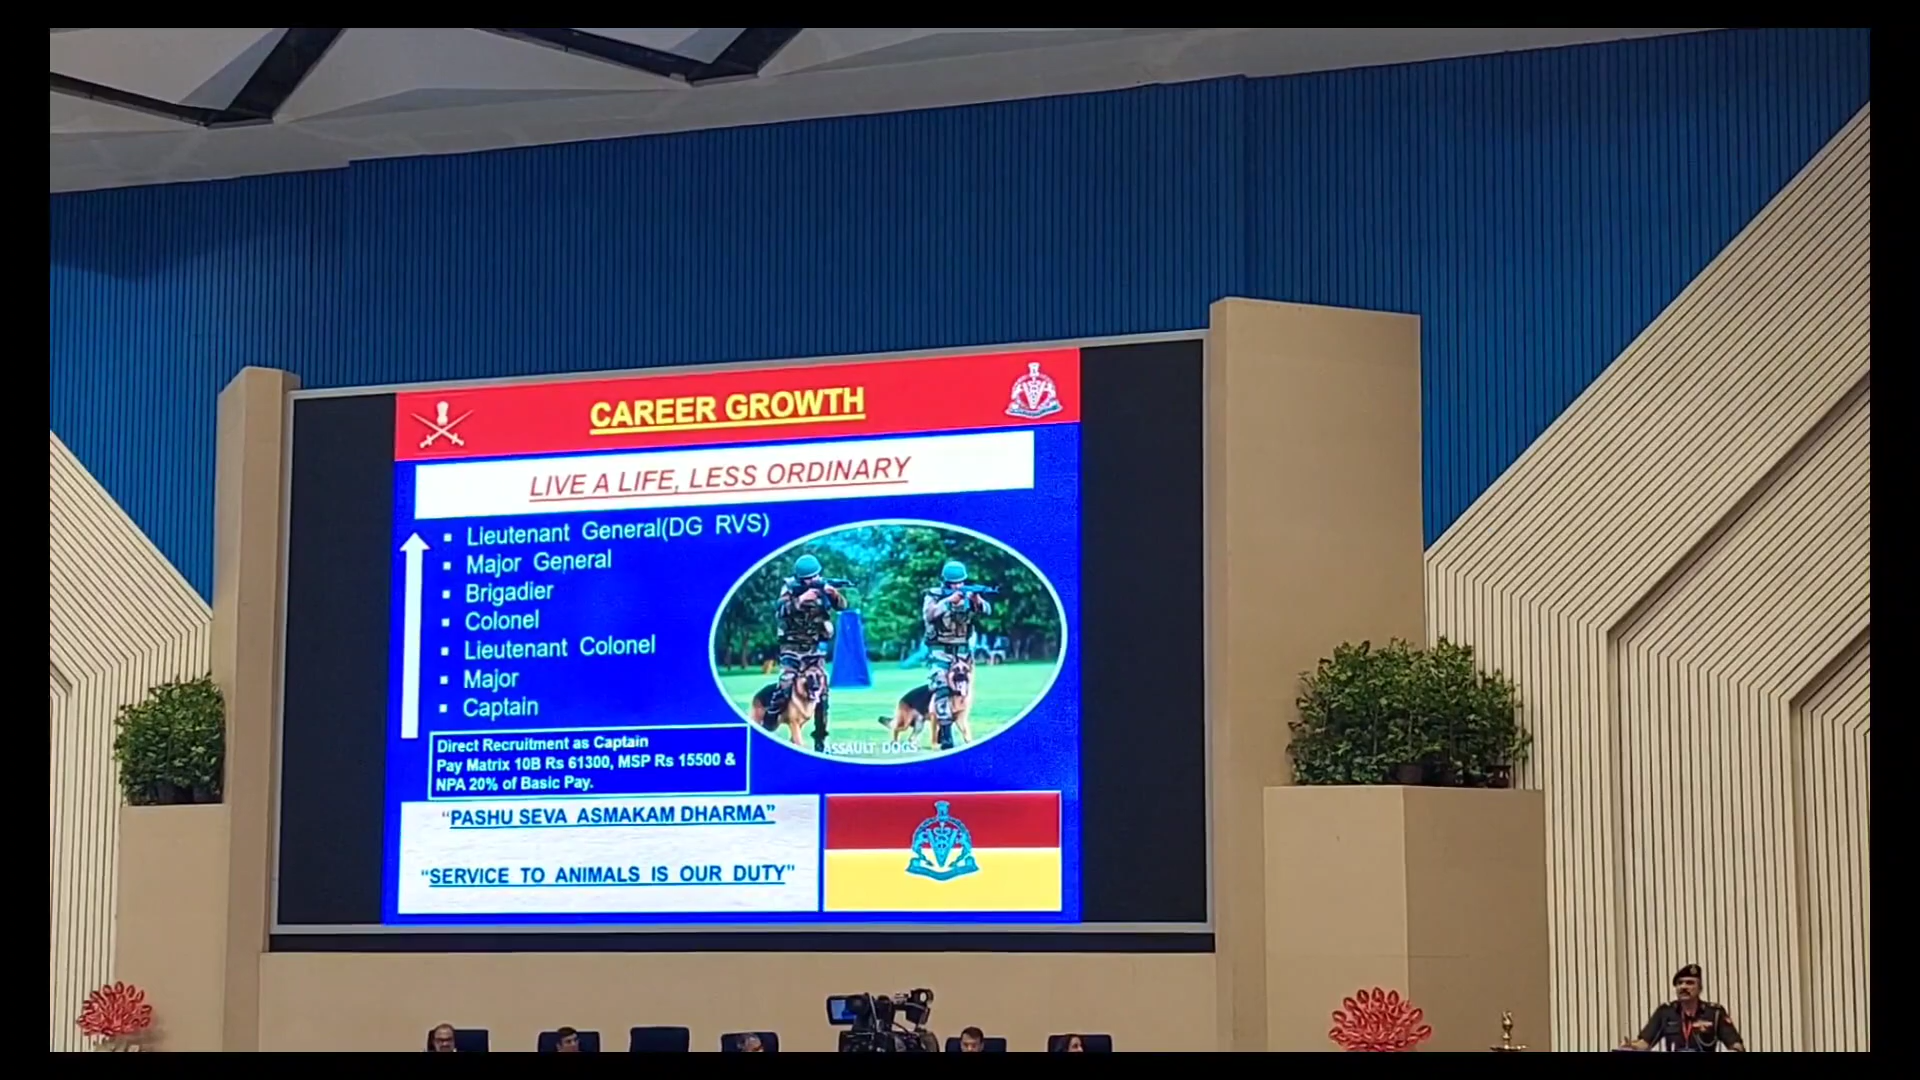 CAREER GROWTH
LIVE A LIFE, LESS ORDINARY
▪ Lieutenant General(DG RVS)
▪ Major General
▪ Brigadier
▪ Colonel
▪ Lieutenant Colonel
▪ Major
▪ Captain
ASSAULT DOGS
Direct Recruitment as Captain
Pay Matrix 10B Rs 61300, MSP Rs 15500 &
NPA 20% of Basic Pay.
"PASHU SEVA ASMAKAM DHARMA"
"SERVICE TO ANIMALS IS OUR DUTY"